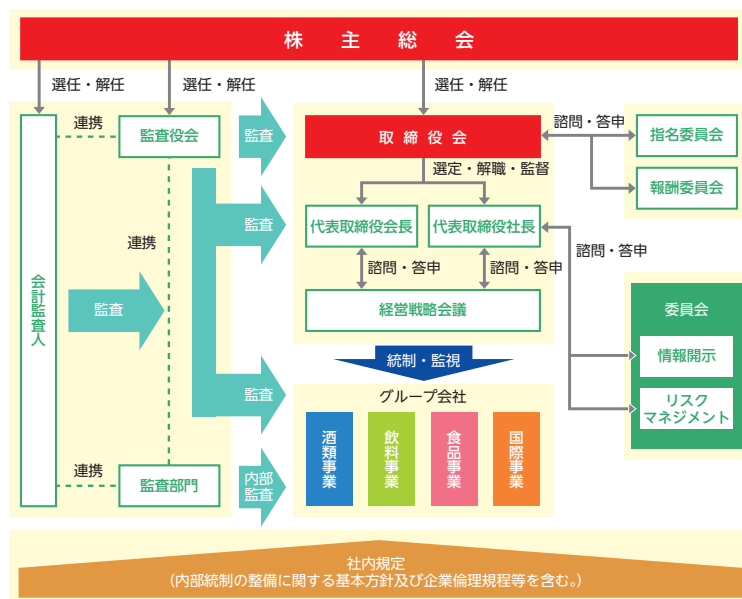 株主総会
選任・解任
選任・解任
選任・解任
連携
監査役会
監査
取締役会
諮問・答申
指名委員会
選定・解職・監督
報酬委員会
代表取締役会長
代表取締役社長
監査
連携
諮問・答申
諮問・答申
諮問・答申
会計監査人
監査
経営戦略会議
委員会
統制・監視
情報開示
グループ会社
監査
リスク
マネジメント
酒類事業
飲料事業
食品事業
国際事業
連携
監査部門
内部
監査
社内規定
(内部統制の整備に関する基本方針及び企業倫理規程等を含む。)